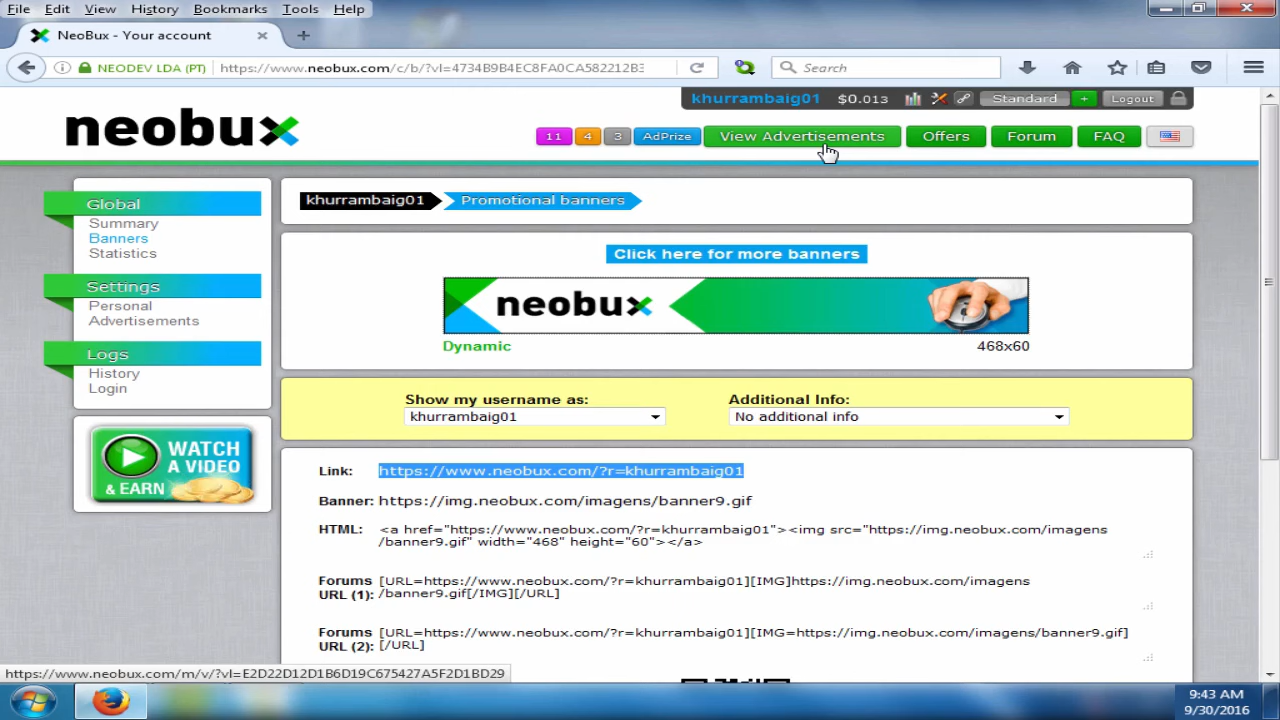 File Edit View History Bookmarks Tools Help
NeoBux - Your account
NEODEV LDA (PT) https://www.neobux.com/c/b/?vl=4734B9B4EC8FA0CA582212B3
Search
khurrambaig01 $0.013 Standard + Logout
neobux
11 4 3 AdPrize View Advertisements Offers Forum FAQ
Global
Summary
Banners
Statistics
Settings
Personal
Advertisements
Logs
History
Login
WATCH
A VIDEO
& EARN
khurrambaig01 Promotional banners
Click here for more banners
neobux
Dynamic 468x60
Show my username as: Additional Info:
khurrambaig01 No additional info
Link: https://www.neobux.com/?r=khurrambaig01
Banner: https://img.neobux.com/imagens/banner9.gif
HTML: <a href="https://www.neobux.com/?r=khurrambaig01"><img src="https://img.neobux.com/imagens
/banner9.gif" width="468" height="60"></a>
Forums [URL=https://www.neobux.com/?r=khurrambaig01][IMG]https://img.neobux.com/imagens
URL (1): /banner9.gif[/IMG][/URL]
Forums [URL=https://www.neobux.com/?r=khurrambaig01][IMG=https://img.neobux.com/imagens/banner9.gif]
URL (2): [/URL]
https://www.neobux.com/m/v/?vl=E2D22D12D1B6D19C675427A5F2D1BD29
9:43 AM
9/30/2016